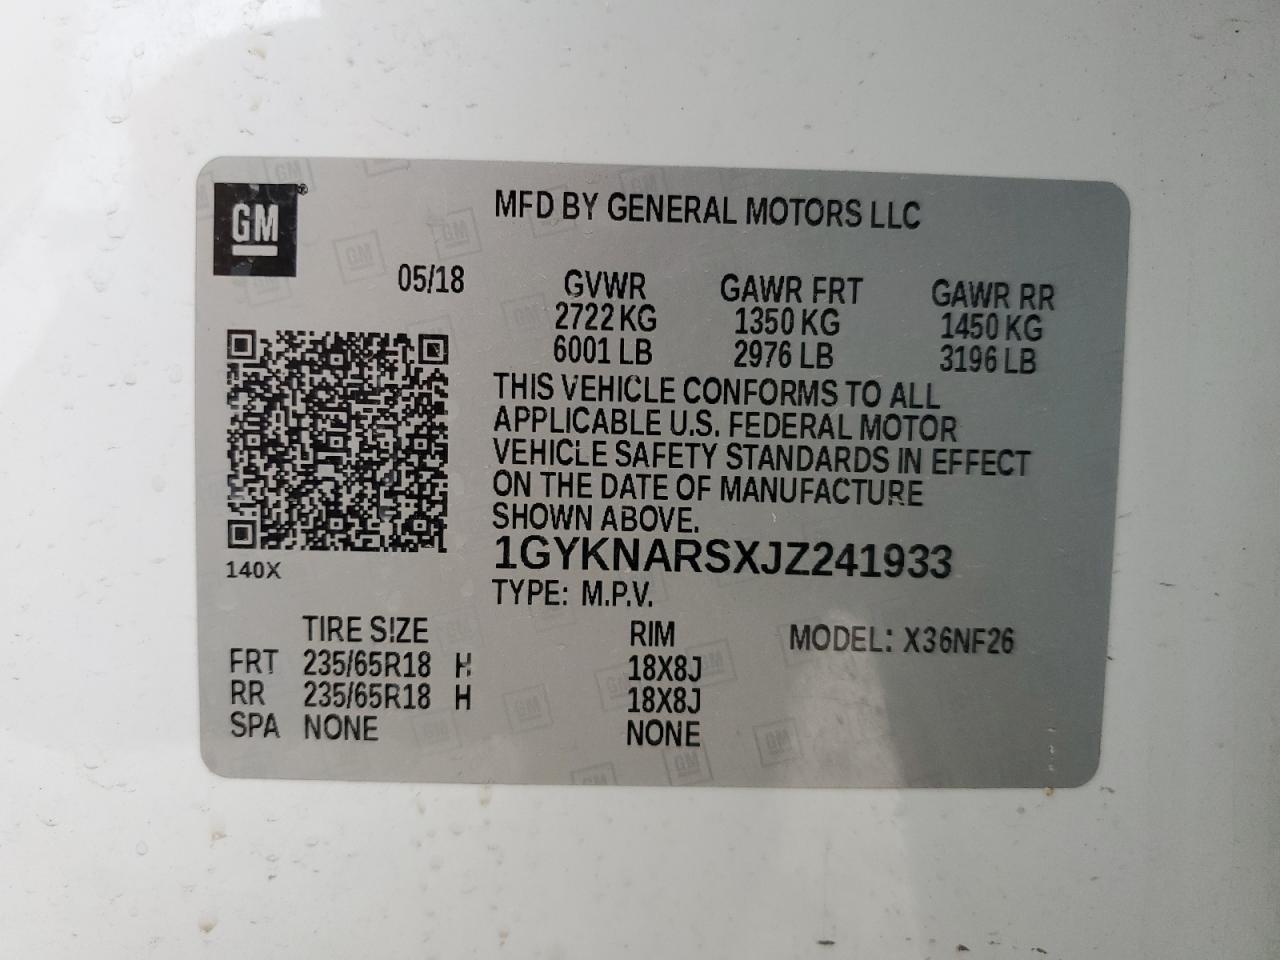 GM®
MFD BY GENERAL MOTORS LLC
05/18
GVWR GAWR FRT GAWR RR
2722 KG 1350 KG 1450 KG
6001 LB 2976 LB 3196 LB
THIS VEHICLE CONFORMS TO ALL
APPLICABLE U.S. FEDERAL MOTOR
VEHICLE SAFETY STANDARDS IN EFFECT
ON THE DATE OF MANUFACTURE
SHOWN ABOVE.
1GYKNARSXJZ241933
140X
TYPE: M.P.V.
TIRE SIZE RIM MODEL: X36NF26
FRT 235/65R18 H 18X8J
RR 235/65R18 H 18X8J
SPA NONE NONE